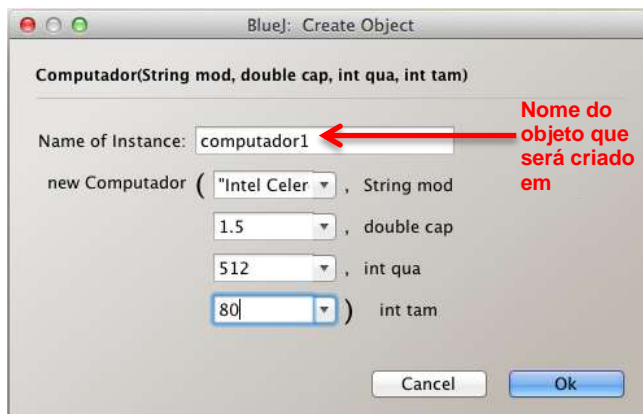 BlueJ: Create Object
Computador(String mod, double cap, int qua, int tam)
Name of Instance: computador1
Nome do
objeto que
será criado
em
new Computador ( "Intel Celer , String mod
1.5 , double cap
512 , int qua
80 ) int tam
Cancel Ok